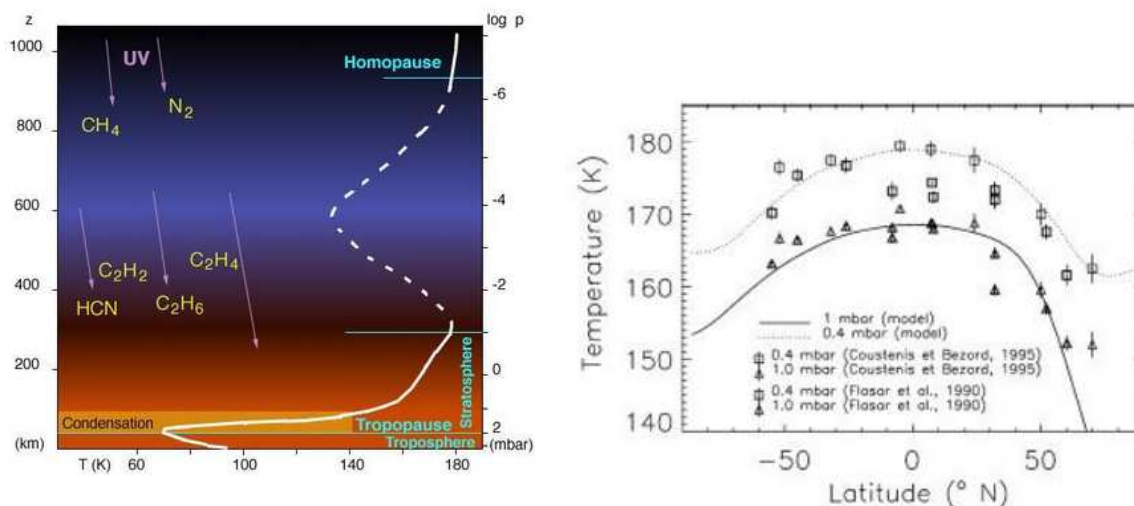 z
log p
1000
UV
Homopause
N2
-6
CH4
800
600
-4
C2H4
C2H2
400
HCN
C2H6
-2
200
0
Stratosphere
Condensation
Tropopause
2
(km)
Troposphere
(mbar)
T (K)
60
100
140
180
Temperature (K)
180
170
160
150
140
1 mbar (model)
0.4 mbar (model)
0.4 mbar (Coustenis et Bezord, 1995)
1.0 mbar (Coustenis et Bezord, 1995)
0.4 mbar (Flasar et al., 1990)
1.0 mbar (Flasar et al., 1990)
-50
0
50
Latitude (° N)